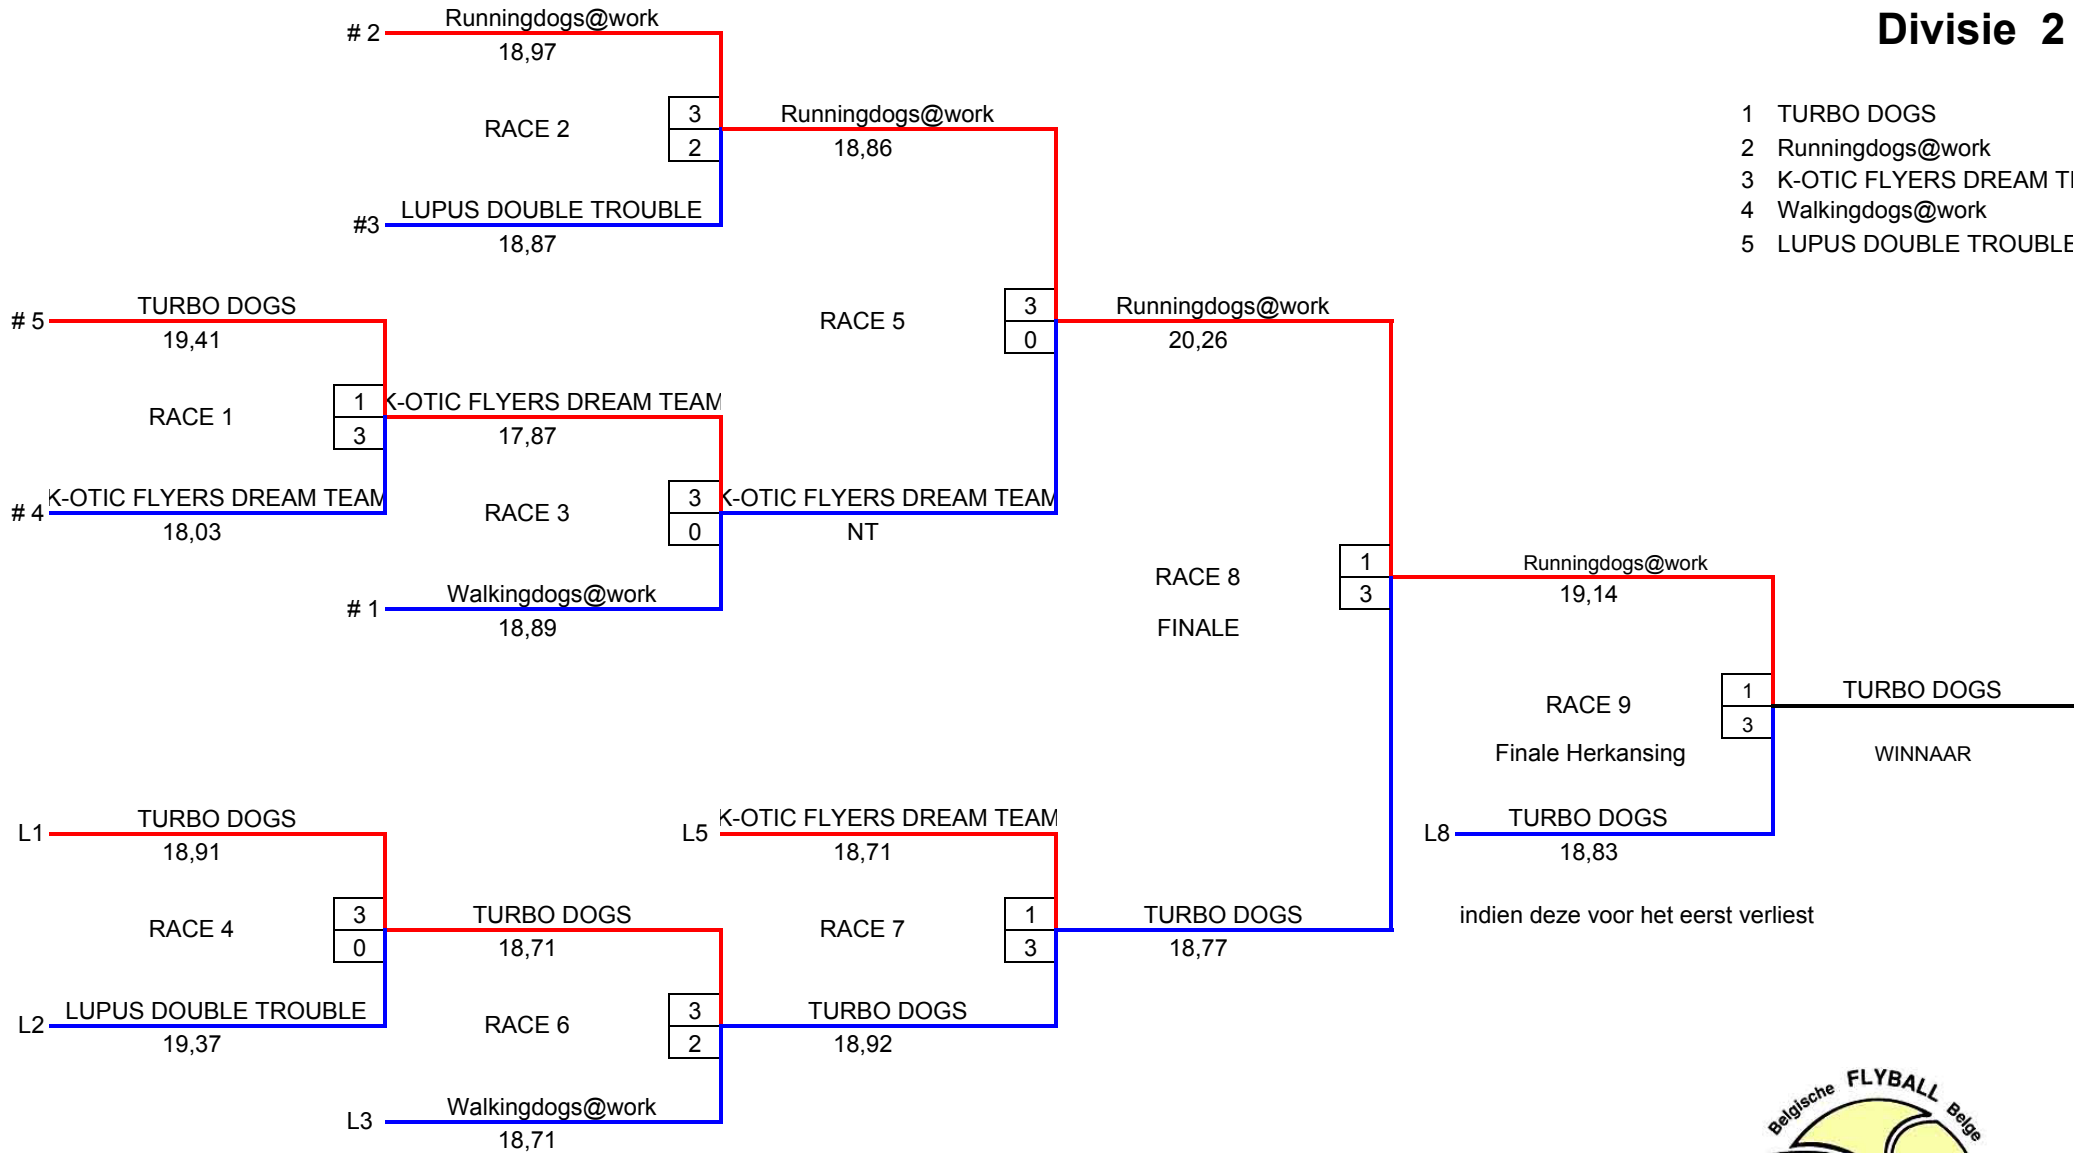 Divisie 2
1 TURBO DOGS
2 Runningdogs@work
3 K-OTIC FLYERS DREAM
4 Walkingdogs@work
5 LUPUS DOUBLE TROUBLE
# 2 Runningdogs@work
18,97
RACE 2
3
2
#3 LUPUS DOUBLE TROUBLE
18,87
Runningdogs@work
18,86
# 5 TURBO DOGS
19,41
RACE 1
1
3
# 4 K-OTIC FLYERS DREAM TEAM
18,03
K-OTIC FLYERS DREAM TEAM
17,87
RACE 3
3
0
# 1 Walkingdogs@work
18,89
RACE 5
3
0
K-OTIC FLYERS DREAM TEAM
NT
Runningdogs@work
20,26
RACE 8
FINALE
1
3
Runningdogs@work
19,14
RACE 9
Finale Herkansing
1
3
TURBO DOGS
WINNAAR
L8 TURBO DOGS
18,83
indien deze voor het eerst verliest
L1 TURBO DOGS
18,91
RACE 4
3
0
L2 LUPUS DOUBLE TROUBLE
19,37
TURBO DOGS
18,71
RACE 6
3
2
L3 Walkingdogs@work
18,71
L5 K-OTIC FLYERS DREAM TEAM
18,71
RACE 7
1
3
TURBO DOGS
18,92
TURBO DOGS
18,77
Belgische FLYBALL Belge